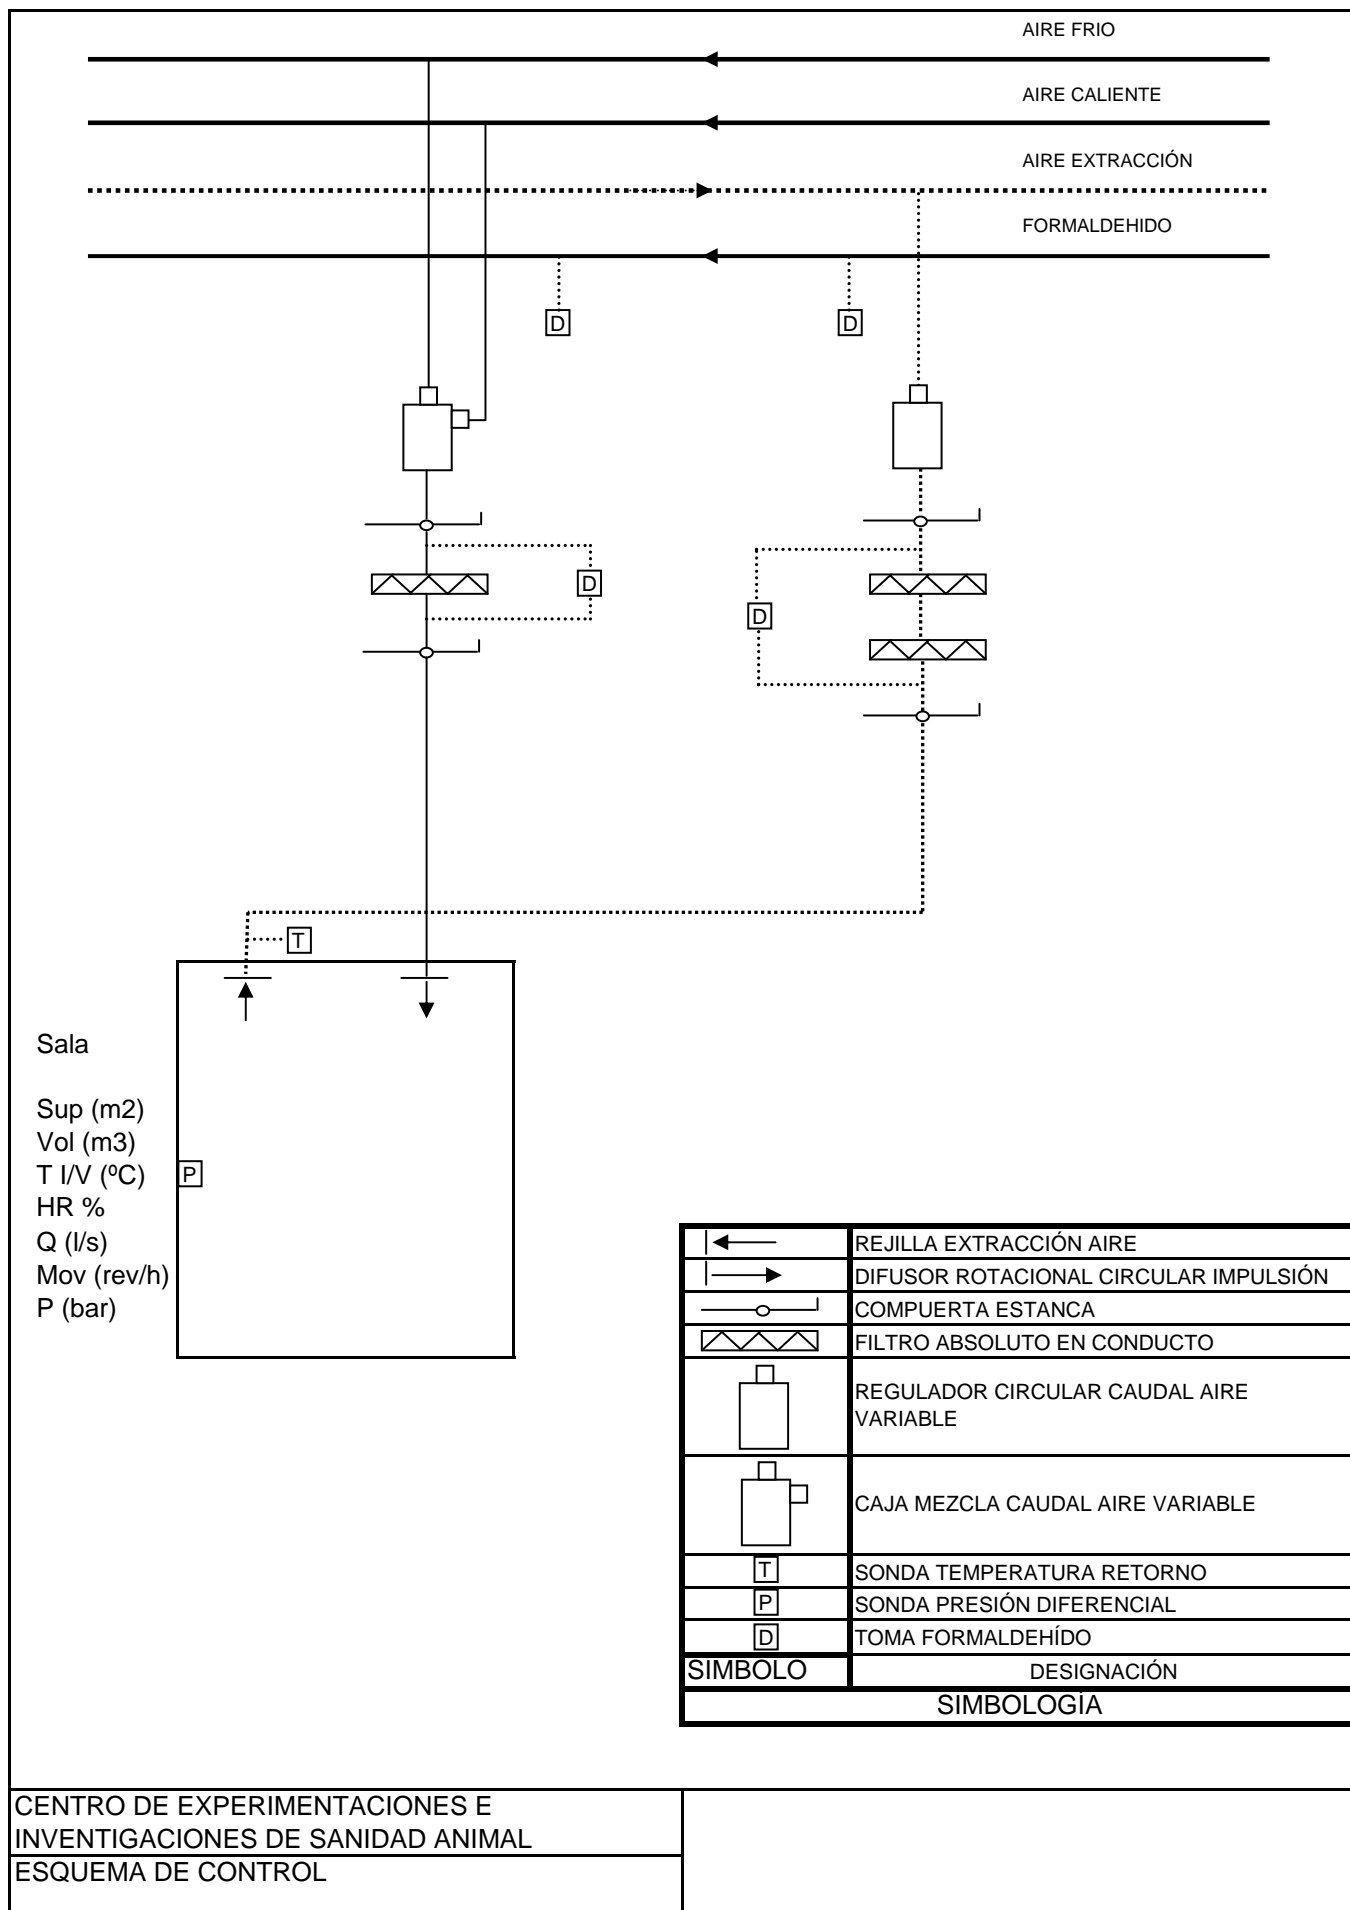 AIRE FRIO
AIRE CALIENTE
AIRE EXTRACCIÓN
FORMALDEHIDO
D
D
D
D
T
Sala
Sup (m2)
Vol (m3)
T I/V (ºC)
P
HR %
Q (l/s)
Mov (rev/h)
P (bar)
REJILLA EXTRACCIÓN AIRE
DIFUSOR ROTACIONAL CIRCULAR IMPULSIÓN
COMPUERTA ESTANCA
FILTRO ABSOLUTO EN CONDUCTO
REGULADOR CIRCULAR CAUDAL AIRE
VARIABLE
CAJA MEZCLA CAUDAL AIRE VARIABLE
T SONDA TEMPERATURA RETORNO
P SONDA PRESIÓN DIFERENCIAL
D TOMA FORMALDEHÍDO
SIMBOLO DESIGNACIÓN
SIMBOLOGÍA
CENTRO DE EXPERIMENTACIONES E
INVENTIGACIONES DE SANIDAD ANIMAL
ESQUEMA DE CONTROL